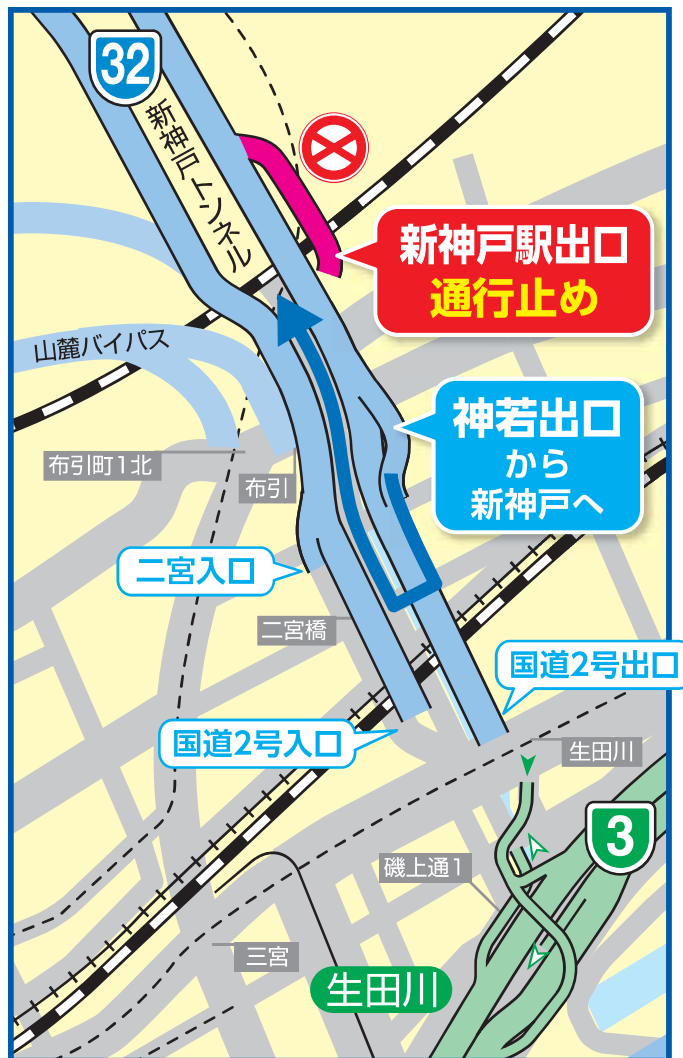 32
新神戸トンネル
新神戸駅出口
通行止め
山麓バイパス
神若出口
から
新神戸へ
布引町1北
布引
二宮入口
二宮橋
国道2号出口
国道2号入口
生田川
3
磯上通1
三宮
生田川